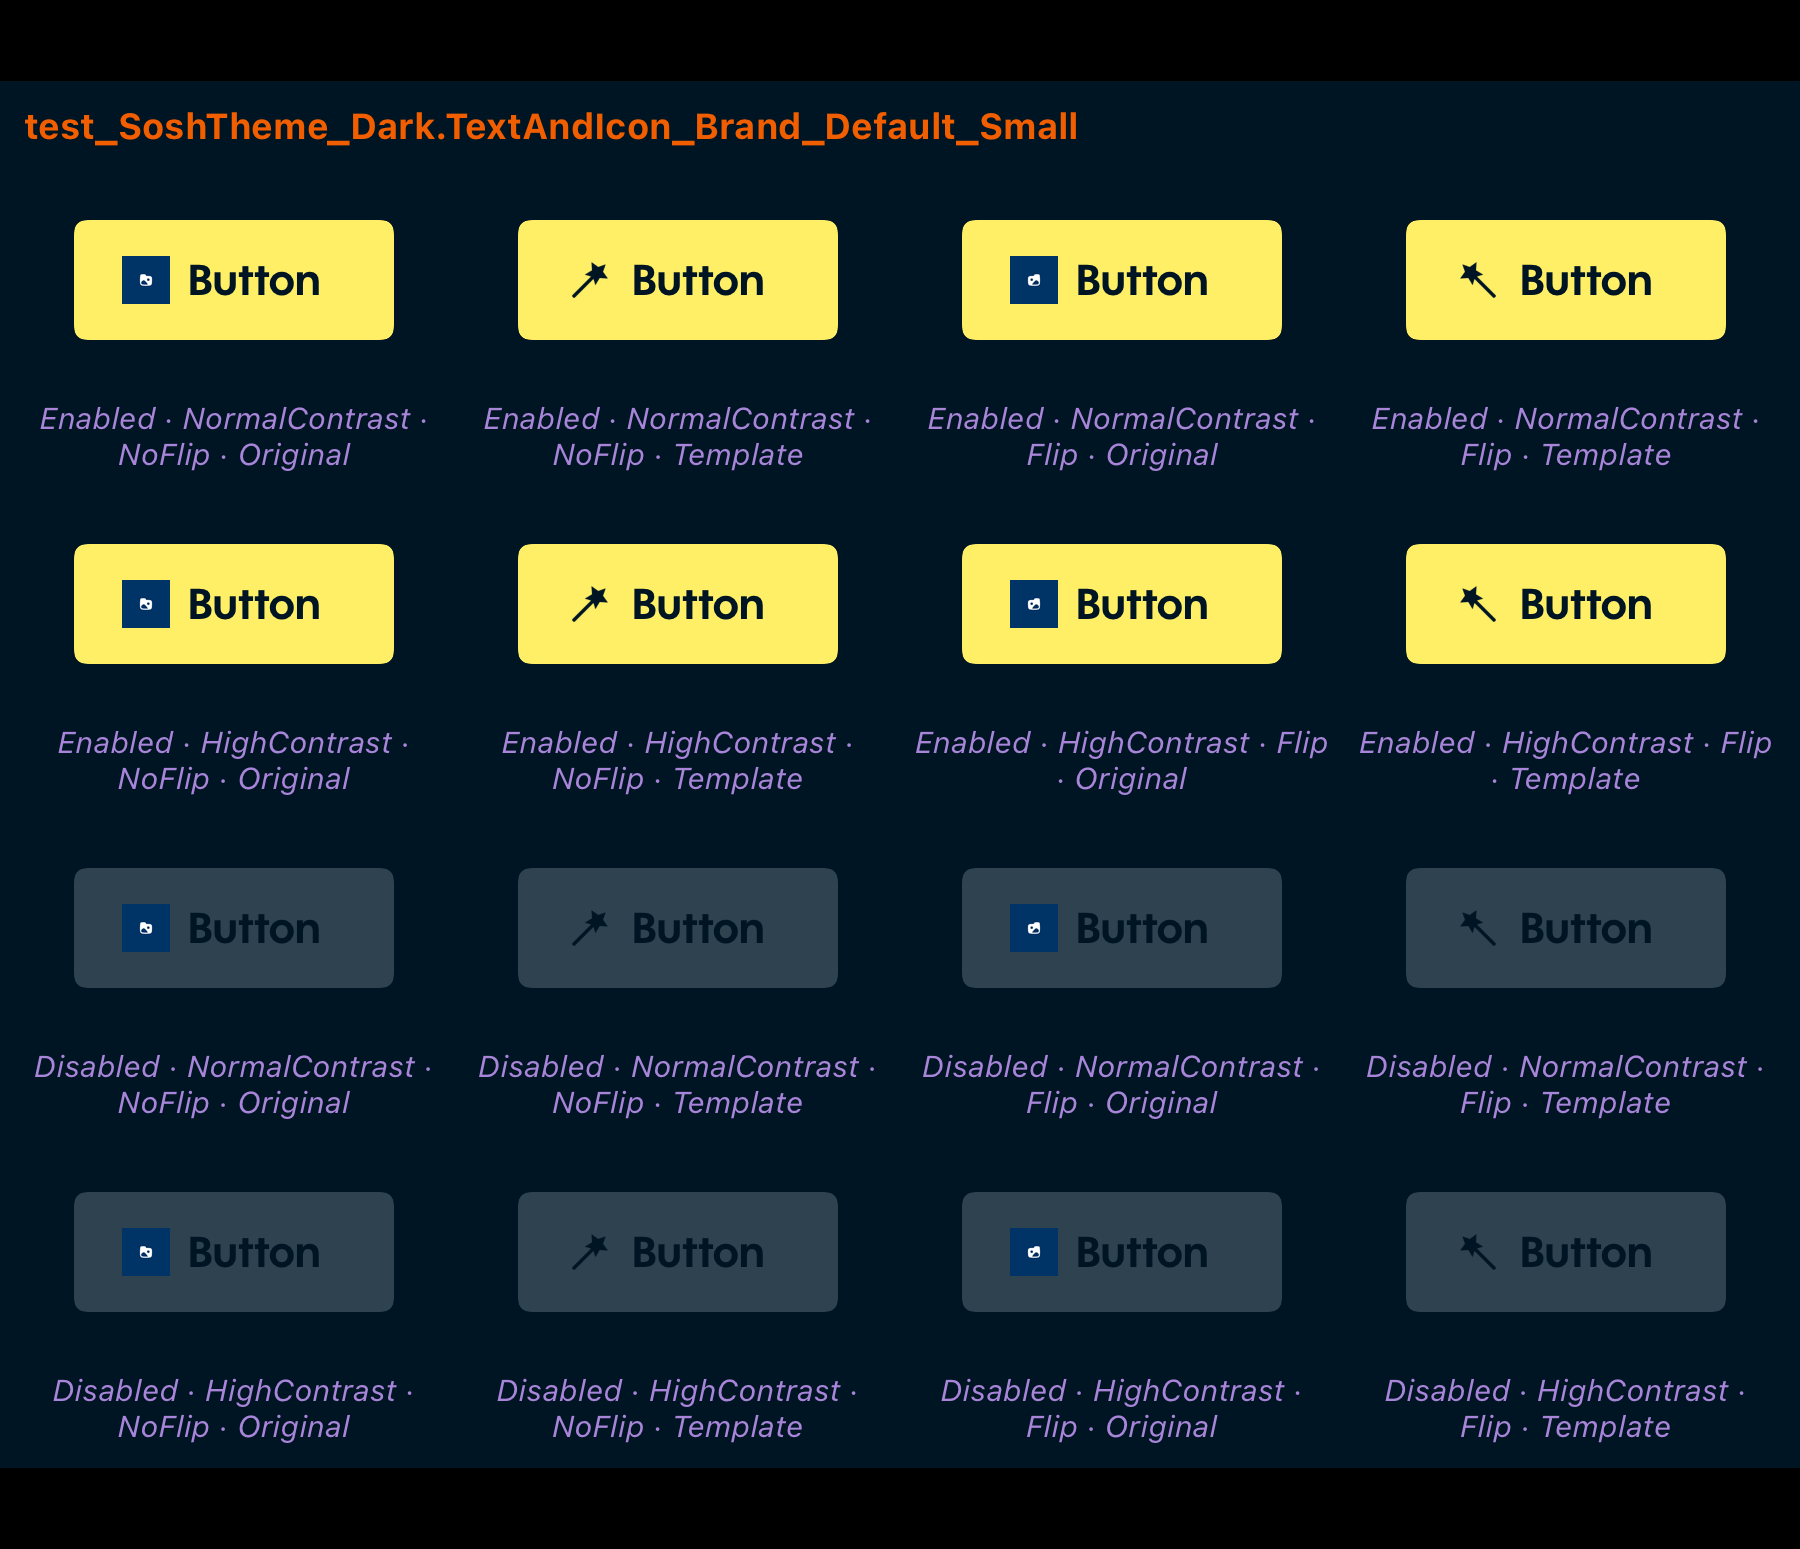 test_SoshTheme_Dark.TextAndIcon_Brand_Default_Small
Button
Button
Button
Button
Enabled · NormalContrast ·
NoFlip · Original
Enabled · NormalContrast ·
NoFlip · Template
Enabled · NormalContrast ·
Flip · Original
Enabled · NormalContrast ·
Flip · Template
Button
Button
Button
Button
Enabled · HighContrast ·
NoFlip · Original
Enabled · HighContrast ·
NoFlip · Template
Enabled · HighContrast · Flip
· Original
Enabled · HighContrast · Flip
· Template
Button
Button
Button
Button
Disabled · NormalContrast ·
NoFlip · Original
Disabled · NormalContrast ·
NoFlip · Template
Disabled · NormalContrast ·
Flip · Original
Disabled · NormalContrast ·
Flip · Template
Button
Button
Button
Button
Disabled · HighContrast ·
NoFlip · Original
Disabled · HighContrast ·
NoFlip · Template
Disabled · HighContrast ·
Flip · Original
Disabled · HighContrast ·
Flip · Template